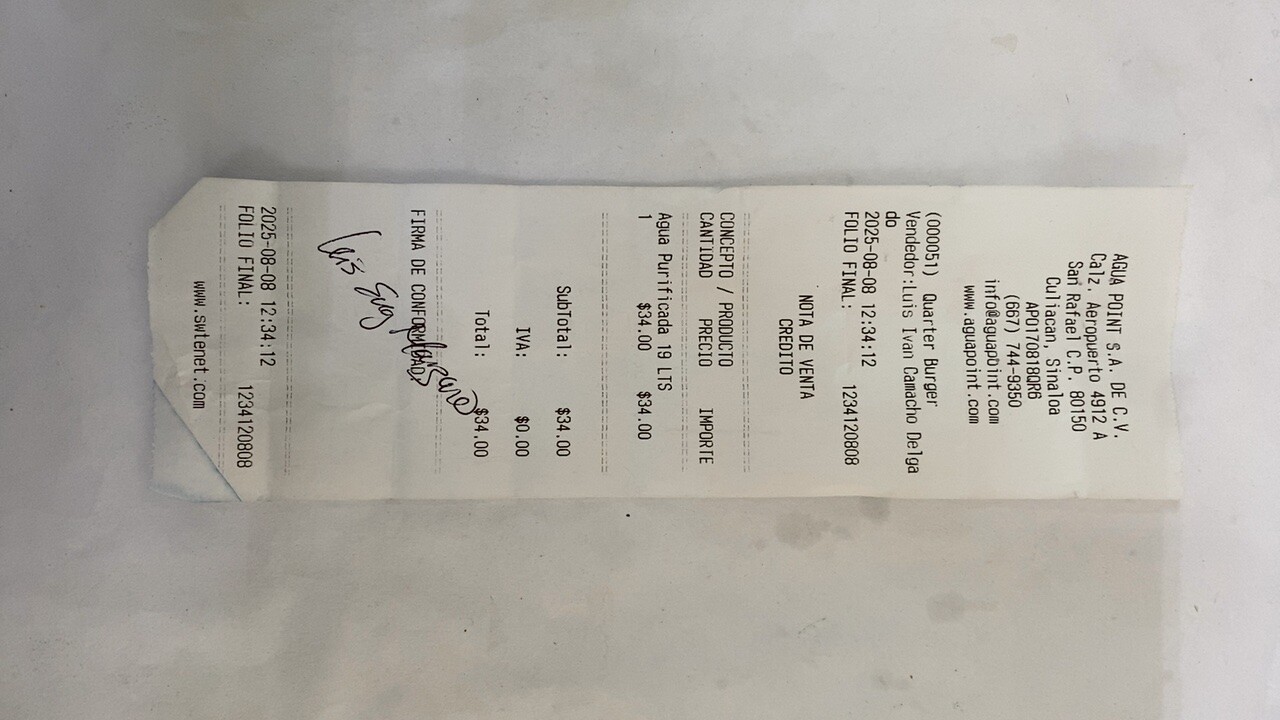 AGUA POINT S.A. DE C.V.
Calz. Aeropuerto 4912 A
San Rafael C.P. 80150
Culiacan, Sinaloa
APO170818QR6
(667) 744-9350
info@aguapoint.com
www.aguapoint.com
(000051) Quarter Burger
Vendedor:Luis Ivan Camacho Delga
do
2025-08-08 12:34:12
FOLIO FINAL: 1234120808
NOTA DE VENTA
CREDITO
CONCEPTO / PRODUCTO
CANTIDAD PRECIO IMPORTE
Agua Purificada 19 LTS
1 $34.00 $34.00
SubTotal: $34.00
IVA: $0.00
Total: $34.00
FIRMA DE CONFORMIDAD
Luis
2025-08-08 12:34:12
FOLIO FINAL: 1234120808
www.swlenet.com